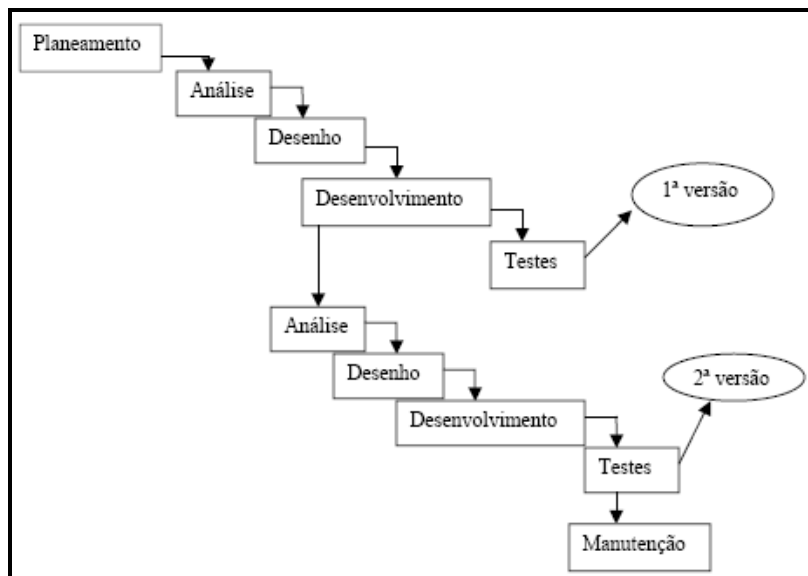 Planeamento
Análise
Desenho
Desenvolvimento
1ª versão
Testes
Análise
Desenho
2ª versão
Desenvolvimento
Testes
Manutenção